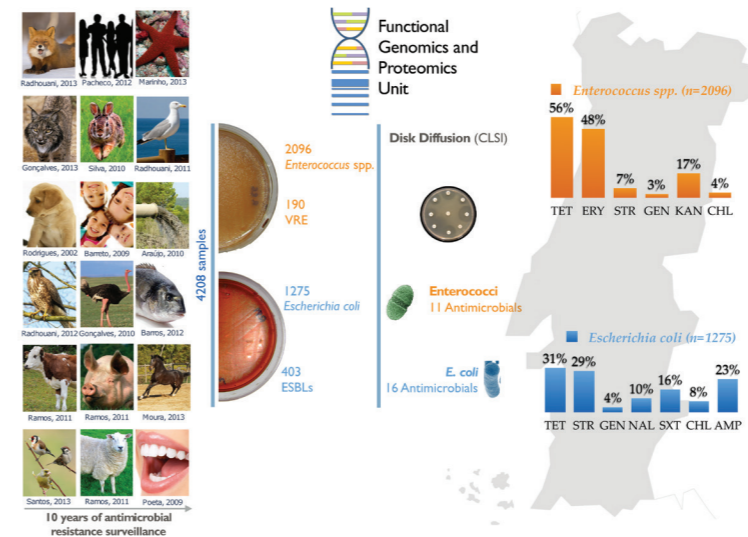 Radhouani, 2013 Pacheco, 2012 Marinho, 2013
Gonçalves, 2013 Silva, 2010 Radhouani, 2011
Rodrigues, 2002 Barreto, 2009 Araújo, 2010
Radhouani, 2012 Gonçalves, 2010 Barros, 2012
Ramos, 2011 Ramos, 2011 Moura, 2013
Santos, 2013 Ramos, 2011 Poeta, 2009
10 years of antimicrobial
resistance surveillance
4208 samples
Functional
Genomics and
Proteomics
Unit
2096
Enterococcus spp.
190
VRE
1275
Escherichia coli
403
ESBLs
Disk Diffusion (CLSI)
Enterococci
11 Antimicrobials
E. coli
16 Antimicrobials
Enterococcus spp. (n=2096)
56% 48% 7% 3% 17% 4%
TET ERY STR GEN KAN CHL
Escherichia coli (n=1275)
31% 29% 4% 10% 16% 8% 23%
TET STR GEN NAL SXT CHL AMP